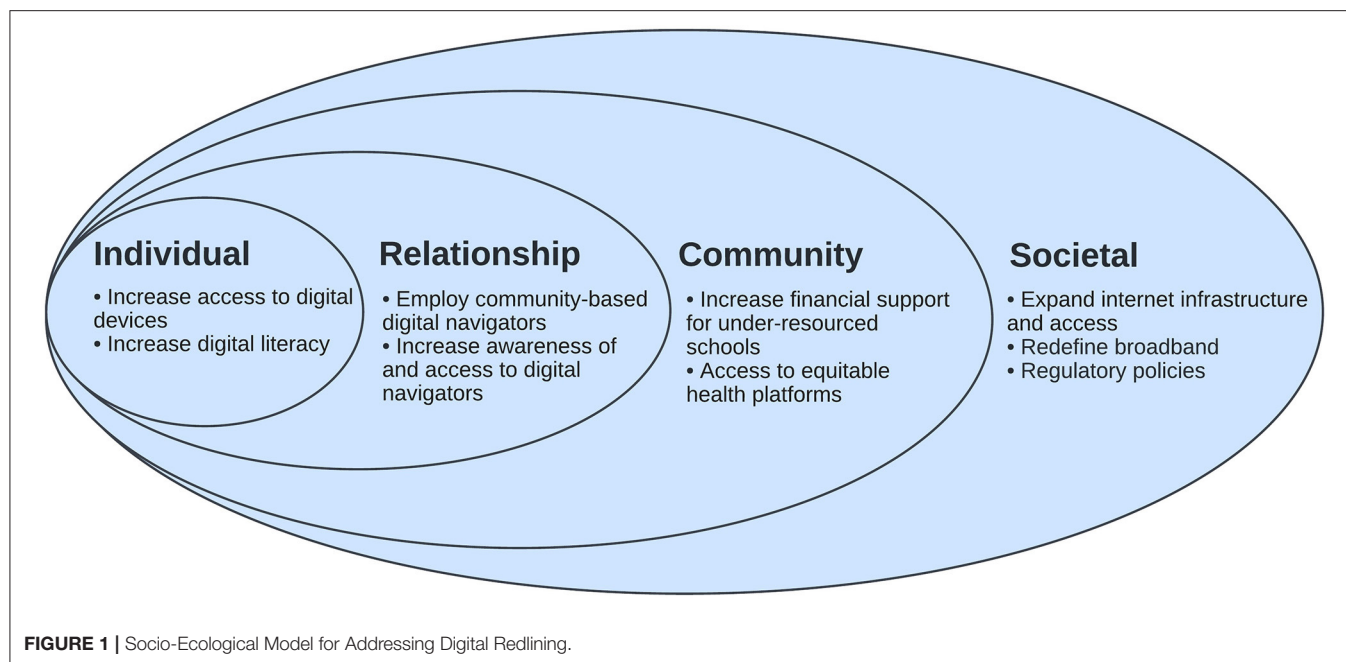 Individual
• Increase access to digital
devices
• Increase digital literacy
Relationship
• Employ community-based
digital navigators
• Increase awareness of
and access to digital
navigators
Community
• Increase financial support
for under-resourced
schools
• Access to equitable
health platforms
Societal
• Expand internet infrastructure
and access
• Redefine broadband
• Regulatory policies
FIGURE 1 | Socio-Ecological Model for Addressing Digital Redlining.